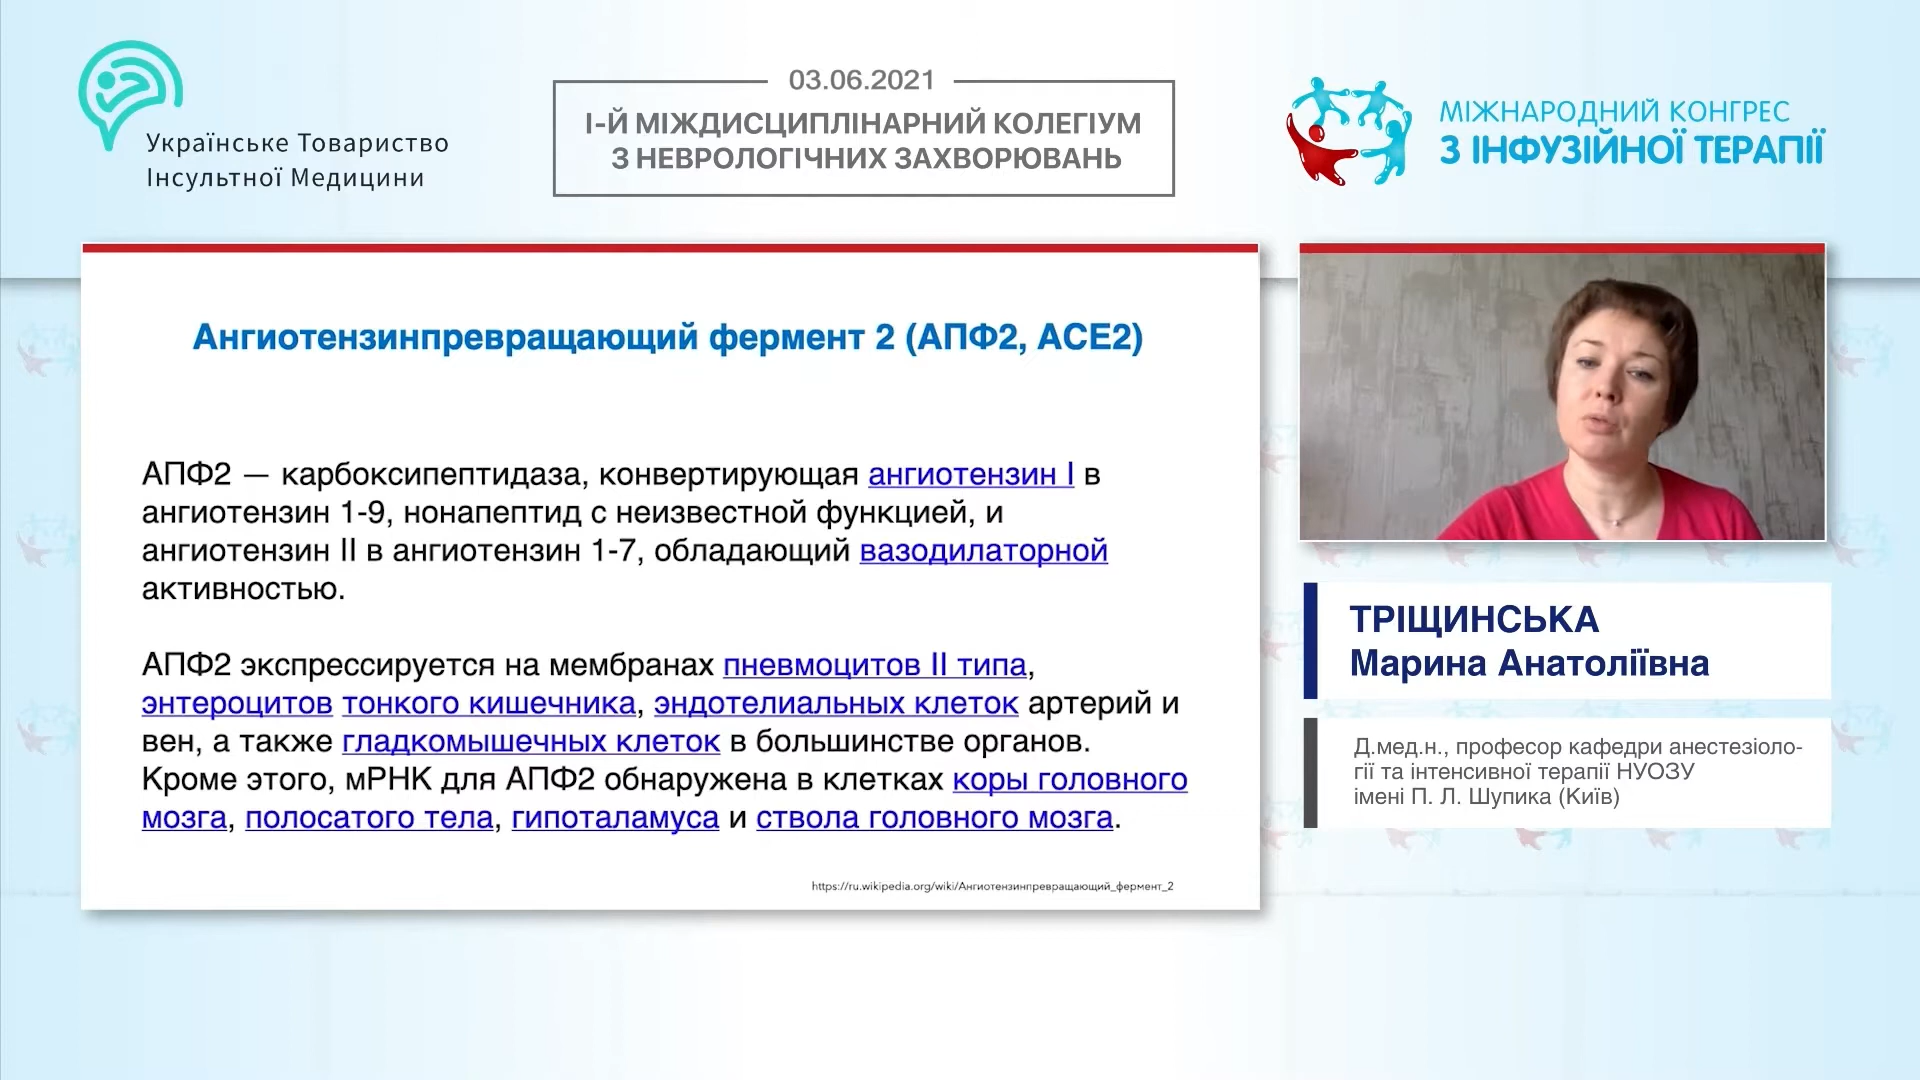 Українське Товариство
Інсультної Медицини
03.06.2021
І-Й МІЖДИСЦИПЛІНАРНИЙ КОЛЕГІУМ
З НЕВРОЛОГІЧНИХ ЗАХВОРЮВАНЬ
МІЖНАРОДНИЙ КОНГРЕС
З ІНФУЗІЙНОЇ ТЕРАПІЇ
Ангиотензинпревращающий фермент 2 (АПФ2, ACE2)
АПФ2 — карбоксипептидаза, конвертирующая ангиотензин I в
ангиотензин 1-9, нонапептид с неизвестной функцией, и
ангиотензин II в ангиотензин 1-7, обладающий вазодилаторной
активностью.
АПФ2 экспрессируется на мембранах пневмоцитов II типа,
энтероцитов тонкого кишечника, эндотелиальных клеток артерий и
вен, а также гладкомышечных клеток в большинстве органов.
Кроме этого, мРНК для АПФ2 обнаружена в клетках коры головного
мозга, полосатого тела, гипоталамуса и ствола головного мозга.
https://ru.wikipedia.org/wiki/Ангиотензинпревращающий_фермент_2
ТРІЩИНСЬКА
Марина Анатоліївна
Д.мед.н., професор кафедри анестезіоло-
гії та інтенсивної терапії НУОЗУ
імені П. Л. Шупика (Київ)